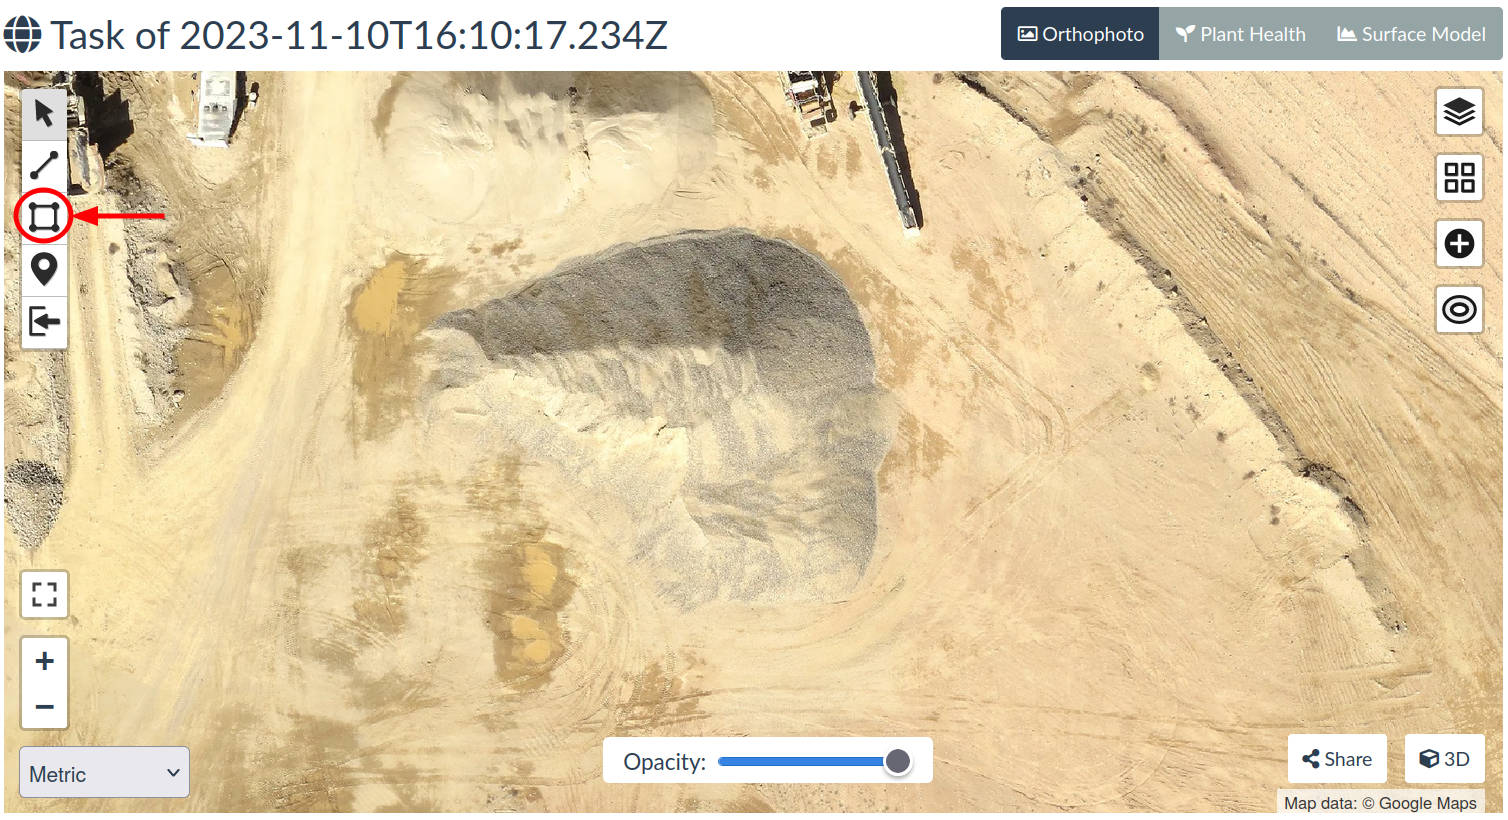 Task of 2023-11-10T16:10:17.234Z
Orthophoto
Plant Health
Surface Model
+
−
Metric
Opacity:
Share
3D
Map data: © Google Maps